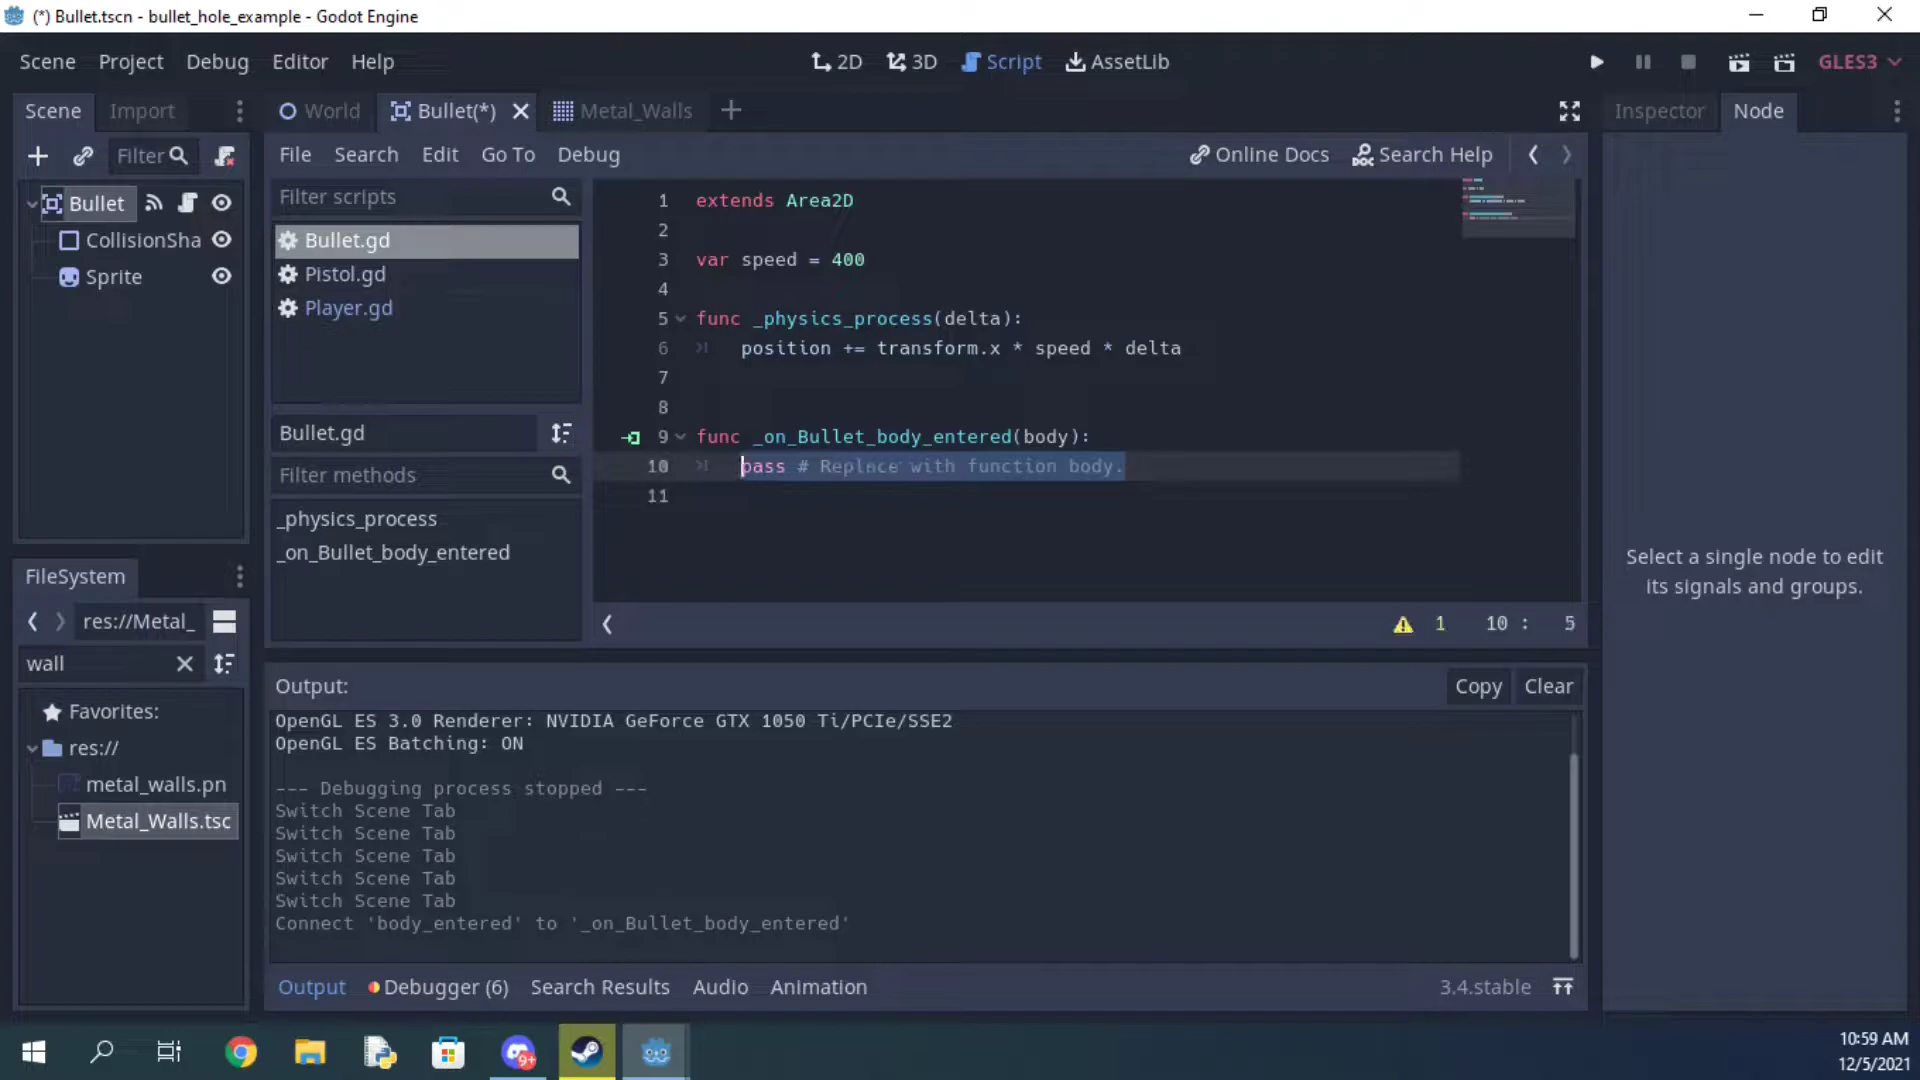 (*) Bullet.tscn - bullet_hole_example - Godot Engine
Scene Project Debug Editor Help
2D 3D Script AssetLib
GLES3
Scene Import
World Bullet(*) Metal_Walls
Inspector Node
Filter
File Search Edit Go To Debug
Online Docs Search Help
Bullet
CollisionSha
Sprite
Filter scripts
Bullet.gd
Pistol.gd
Player.gd
Bullet.gd
Filter methods
_physics_process
_on_Bullet_body_entered
1 extends Area2D
2
3 var speed = 400
4
5 func _physics_process(delta):
6 position += transform.x * speed * delta
7
8
9 func _on_Bullet_body_entered(body):
10 pass # Replace with function body.
11
1 10 : 5
Select a single node to edit
its signals and groups.
FileSystem
res://Metal_
wall
Favorites:
res://
metal_walls.pn
Metal_Walls.tsc
Output:
Copy Clear
OpenGL ES 3.0 Renderer: NVIDIA GeForce GTX 1050 Ti/PCIe/SSE2
OpenGL ES Batching: ON
--- Debugging process stopped ---
Switch Scene Tab
Switch Scene Tab
Switch Scene Tab
Switch Scene Tab
Switch Scene Tab
Connect 'body_entered' to '_on_Bullet_body_entered'
Output Debugger (6) Search Results Audio Animation
3.4.stable
9+
10:59 AM
12/5/2021